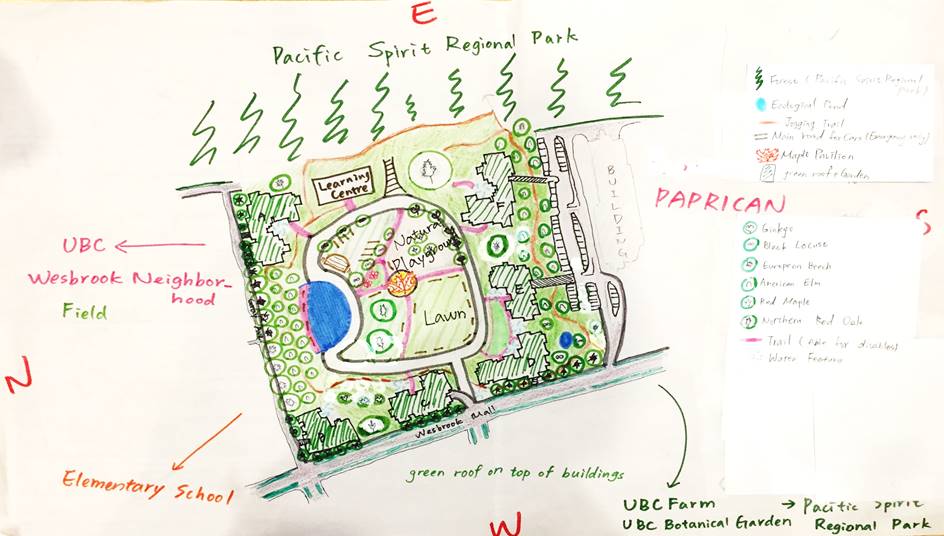 E
Pacific Spirit Regional Park
Forest (Pacific Spirit Regional
Park)
Ecological Pond
Jogging Trail
Main road for Cars (Emergency only)
Maple Pavilion
green roof & Garden
Learning
Centre
BUILDING
PAPRICAN
S
UBC
Wesbrook Neighbor-
hood
Field
Natural
Playground
Lawn
Ginkgo
Black Locust
European Beech
American Elm
Red Maple
Northern Red Oak
Trail (Able for disables)
Water Feature
N
Elementary School
Wesbrook Mall
green roof on top of buildings
UBC Farm → Pacific Spirit
UBC Botanical Garden Regional Park
W